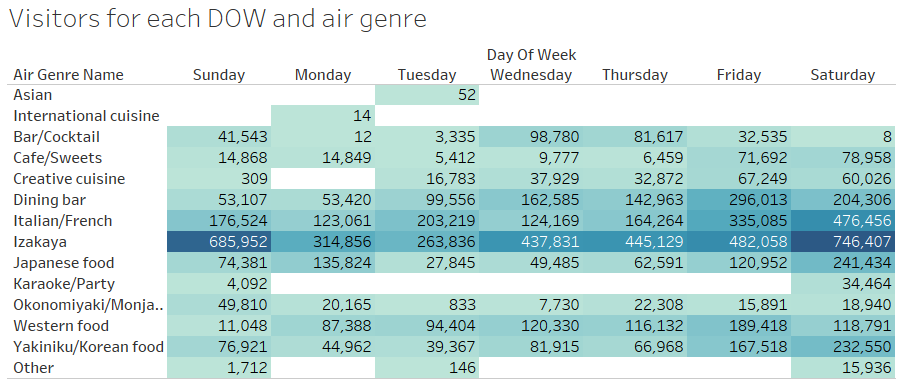 Visitors for each DOW and air genre
Day Of Week
Air Genre Name Sunday Monday Tuesday Wednesday Thursday Friday Saturday
Asian 52
International cuisine 14
Bar/Cocktail 41,543 12 3,335 98,780 81,617 32,535 8
Cafe/Sweets 14,868 14,849 5,412 9,777 6,459 71,692 78,958
Creative cuisine 309 16,783 37,929 32,872 67,249 60,026
Dining bar 53,107 53,420 99,556 162,585 142,963 296,013 204,306
Italian/French 176,524 123,061 203,219 124,169 164,264 335,085 476,456
Izakaya 685,952 314,856 263,836 437,831 445,129 482,058 746,407
Japanese food 74,381 135,824 27,845 49,485 62,591 120,952 241,434
Karaoke/Party 4,092 34,464
Okonomiyaki/Monja.. 49,810 20,165 833 7,730 22,308 15,891 18,940
Western food 11,048 87,388 94,404 120,330 116,132 189,418 118,791
Yakiniku/Korean food 76,921 44,962 39,367 81,915 66,968 167,518 232,550
Other 1,712 146 15,936